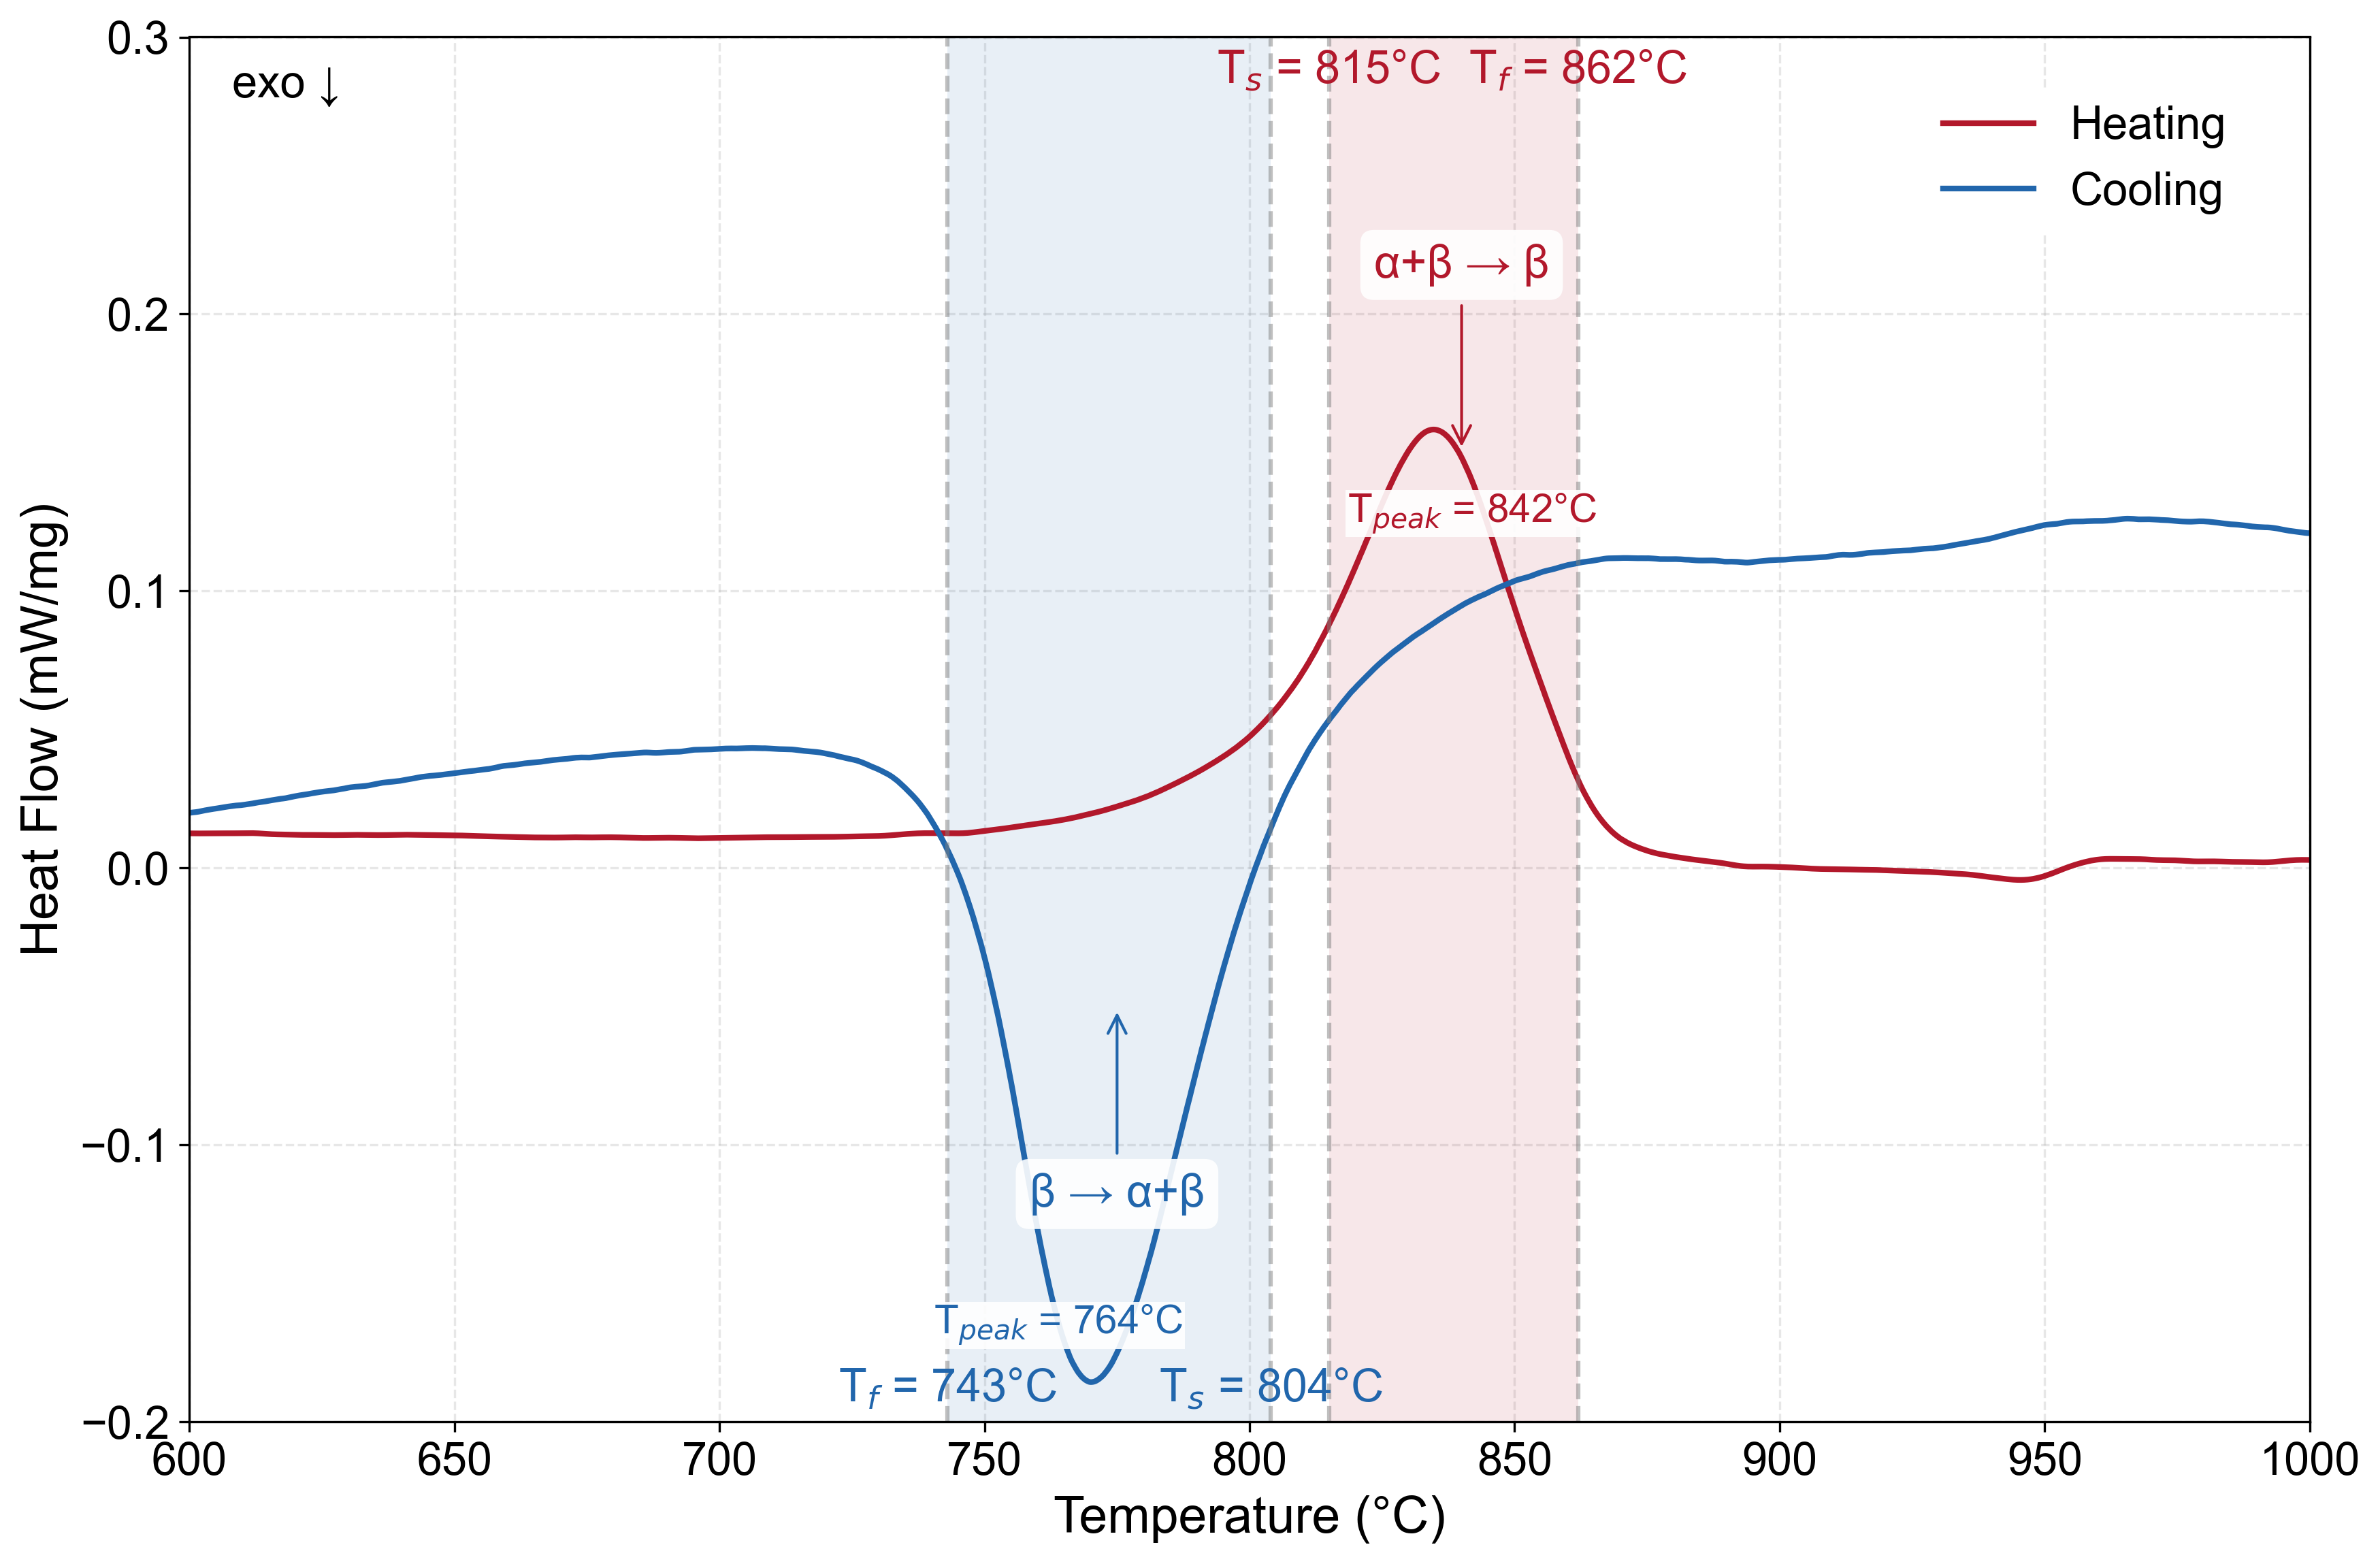 exo ↓
T_s = 815°C T_f = 862°C
Heating
Cooling
α+β → β
T_peak = 842°C
β → α+β
T_peak = 764°C
T_f = 743°C T_s = 804°C
0.3
0.2
0.1
0.0
−0.1
−0.2
Heat Flow (mW/mg)
600 650 700 750 800 850 900 950 1000
Temperature (°C)